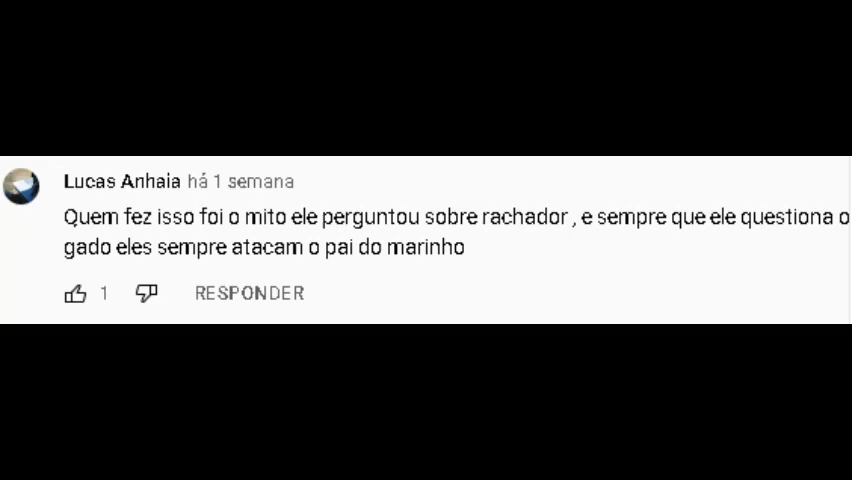 Lucas Anhaia há 1 semana
Quem fez isso foi o mito ele perguntou sobre rachador , e sempre que ele questiona o
gado eles sempre atacam o pai do marinho
1 RESPONDER